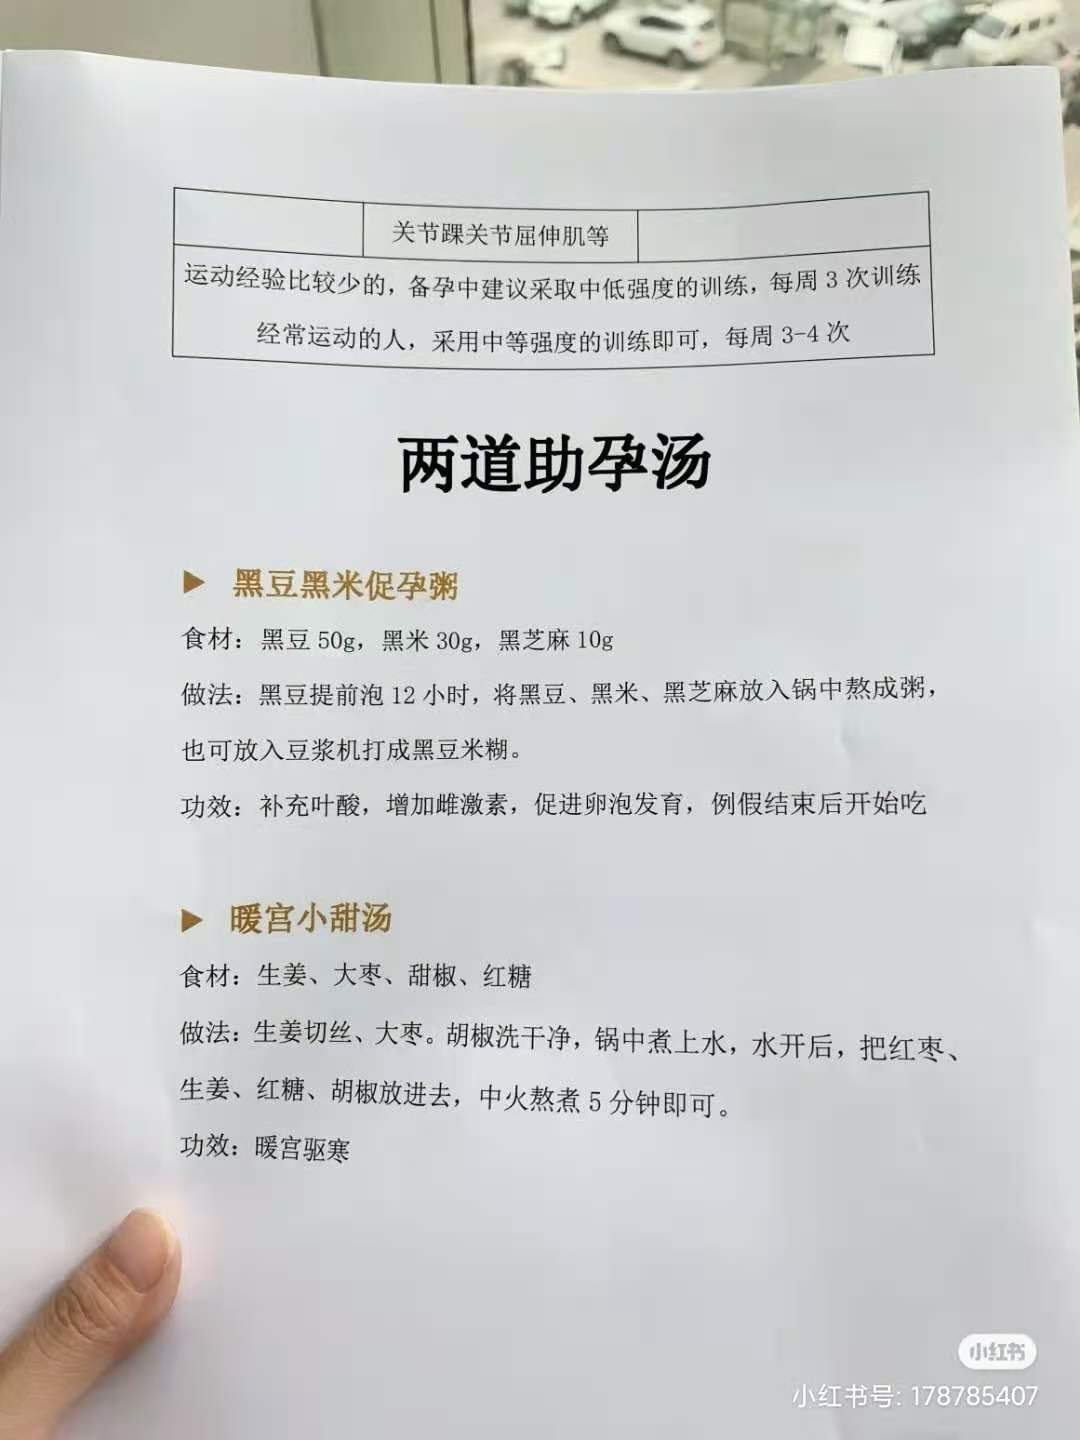 关节踝关节屈伸肌等
运动经验比较少的，备孕中建议采取中低强度的训练，每周 3 次训练
经常运动的人，采用中等强度的训练即可，每周 3-4 次
两道助孕汤
黑豆黑米促孕粥
食材：黑豆 50g，黑米 30g，黑芝麻 10g
做法：黑豆提前泡 12 小时，将黑豆、黑米、黑芝麻放入锅中熬成粥，
也可放入豆浆机打成黑豆米糊。
功效：补充叶酸，增加雌激素，促进卵泡发育，例假结束后开始吃
暖宫小甜汤
食材：生姜、大枣、甜椒、红糖
做法：生姜切丝、大枣。胡椒洗干净，锅中煮上水，水开后，把红枣、
生姜、红糖、胡椒放进去，中火熬煮 5 分钟即可。
功效：暖宫驱寒
小红书
小红书号: 178785407